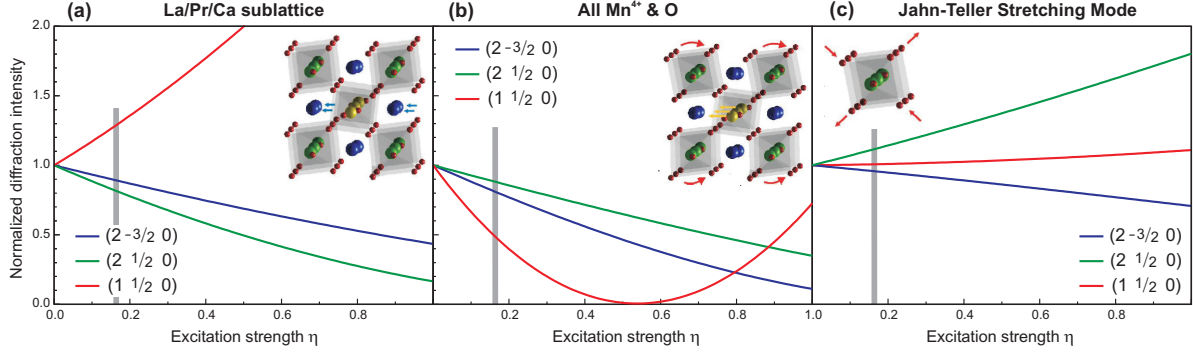 (a) La/Pr/Ca sublattice
(b) All Mn⁴⁺ & O
(c) Jahn-Teller Stretching Mode
Normalized diffraction intensity
2.0
1.5
1.0
0.5
0.0
(2 -3/2 0)
(2 1/2 0)
(1 1/2 0)
0.0 0.2 0.4 0.6 0.8
Excitation strength η
(2 -3/2 0)
(2 1/2 0)
(1 1/2 0)
0.2 0.4 0.6 0.8 1.0
Excitation strength η
(2 -3/2 0)
(2 1/2 0)
(1 1/2 0)
0.2 0.4 0.6 0.8 1.0
Excitation strength η